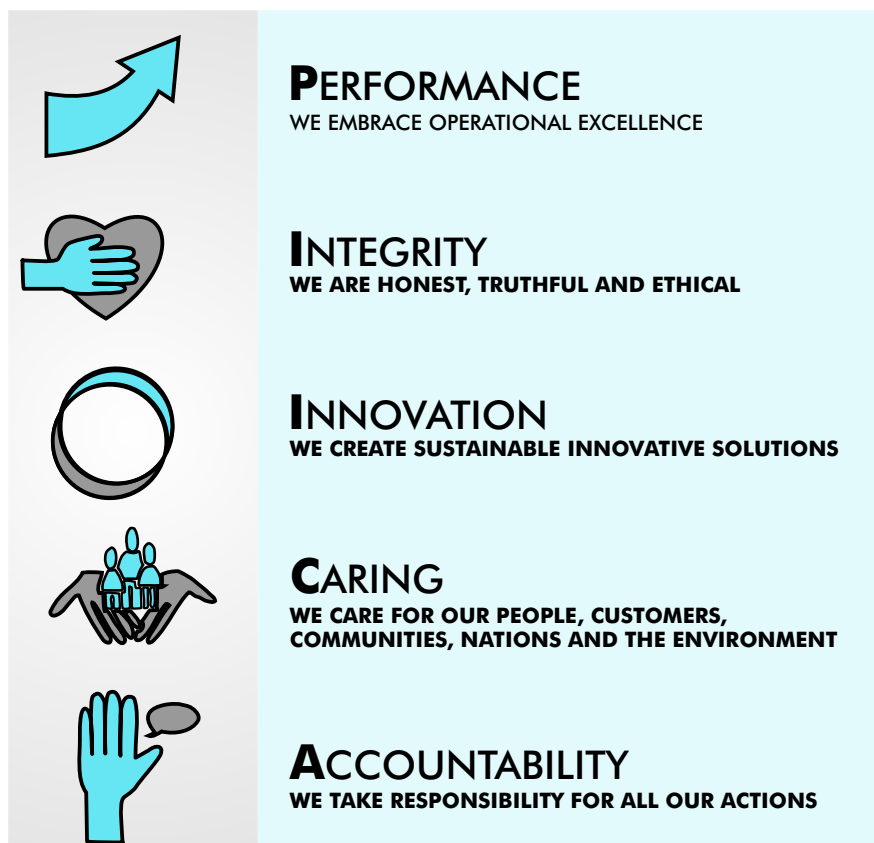 PERFORMANCE
WE EMBRACE OPERATIONAL EXCELLENCE
INTEGRITY
WE ARE HONEST, TRUTHFUL AND ETHICAL
INNOVATION
WE CREATE SUSTAINABLE INNOVATIVE SOLUTIONS
CARING
WE CARE FOR OUR PEOPLE, CUSTOMERS,
COMMUNITIES, NATIONS AND THE ENVIRONMENT
ACCOUNTABILITY
WE TAKE RESPONSIBILITY FOR ALL OUR ACTIONS